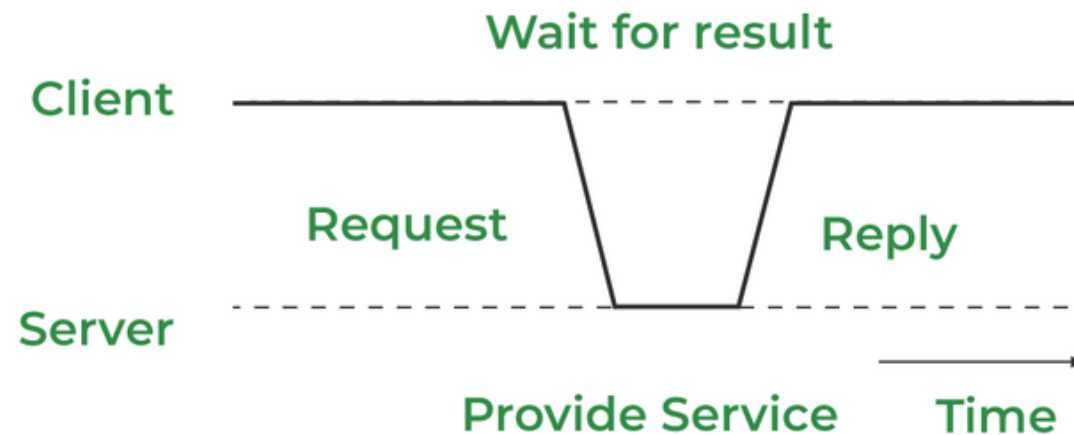 Wait for result
Client
Request
Reply
Server
Provide Service
Time